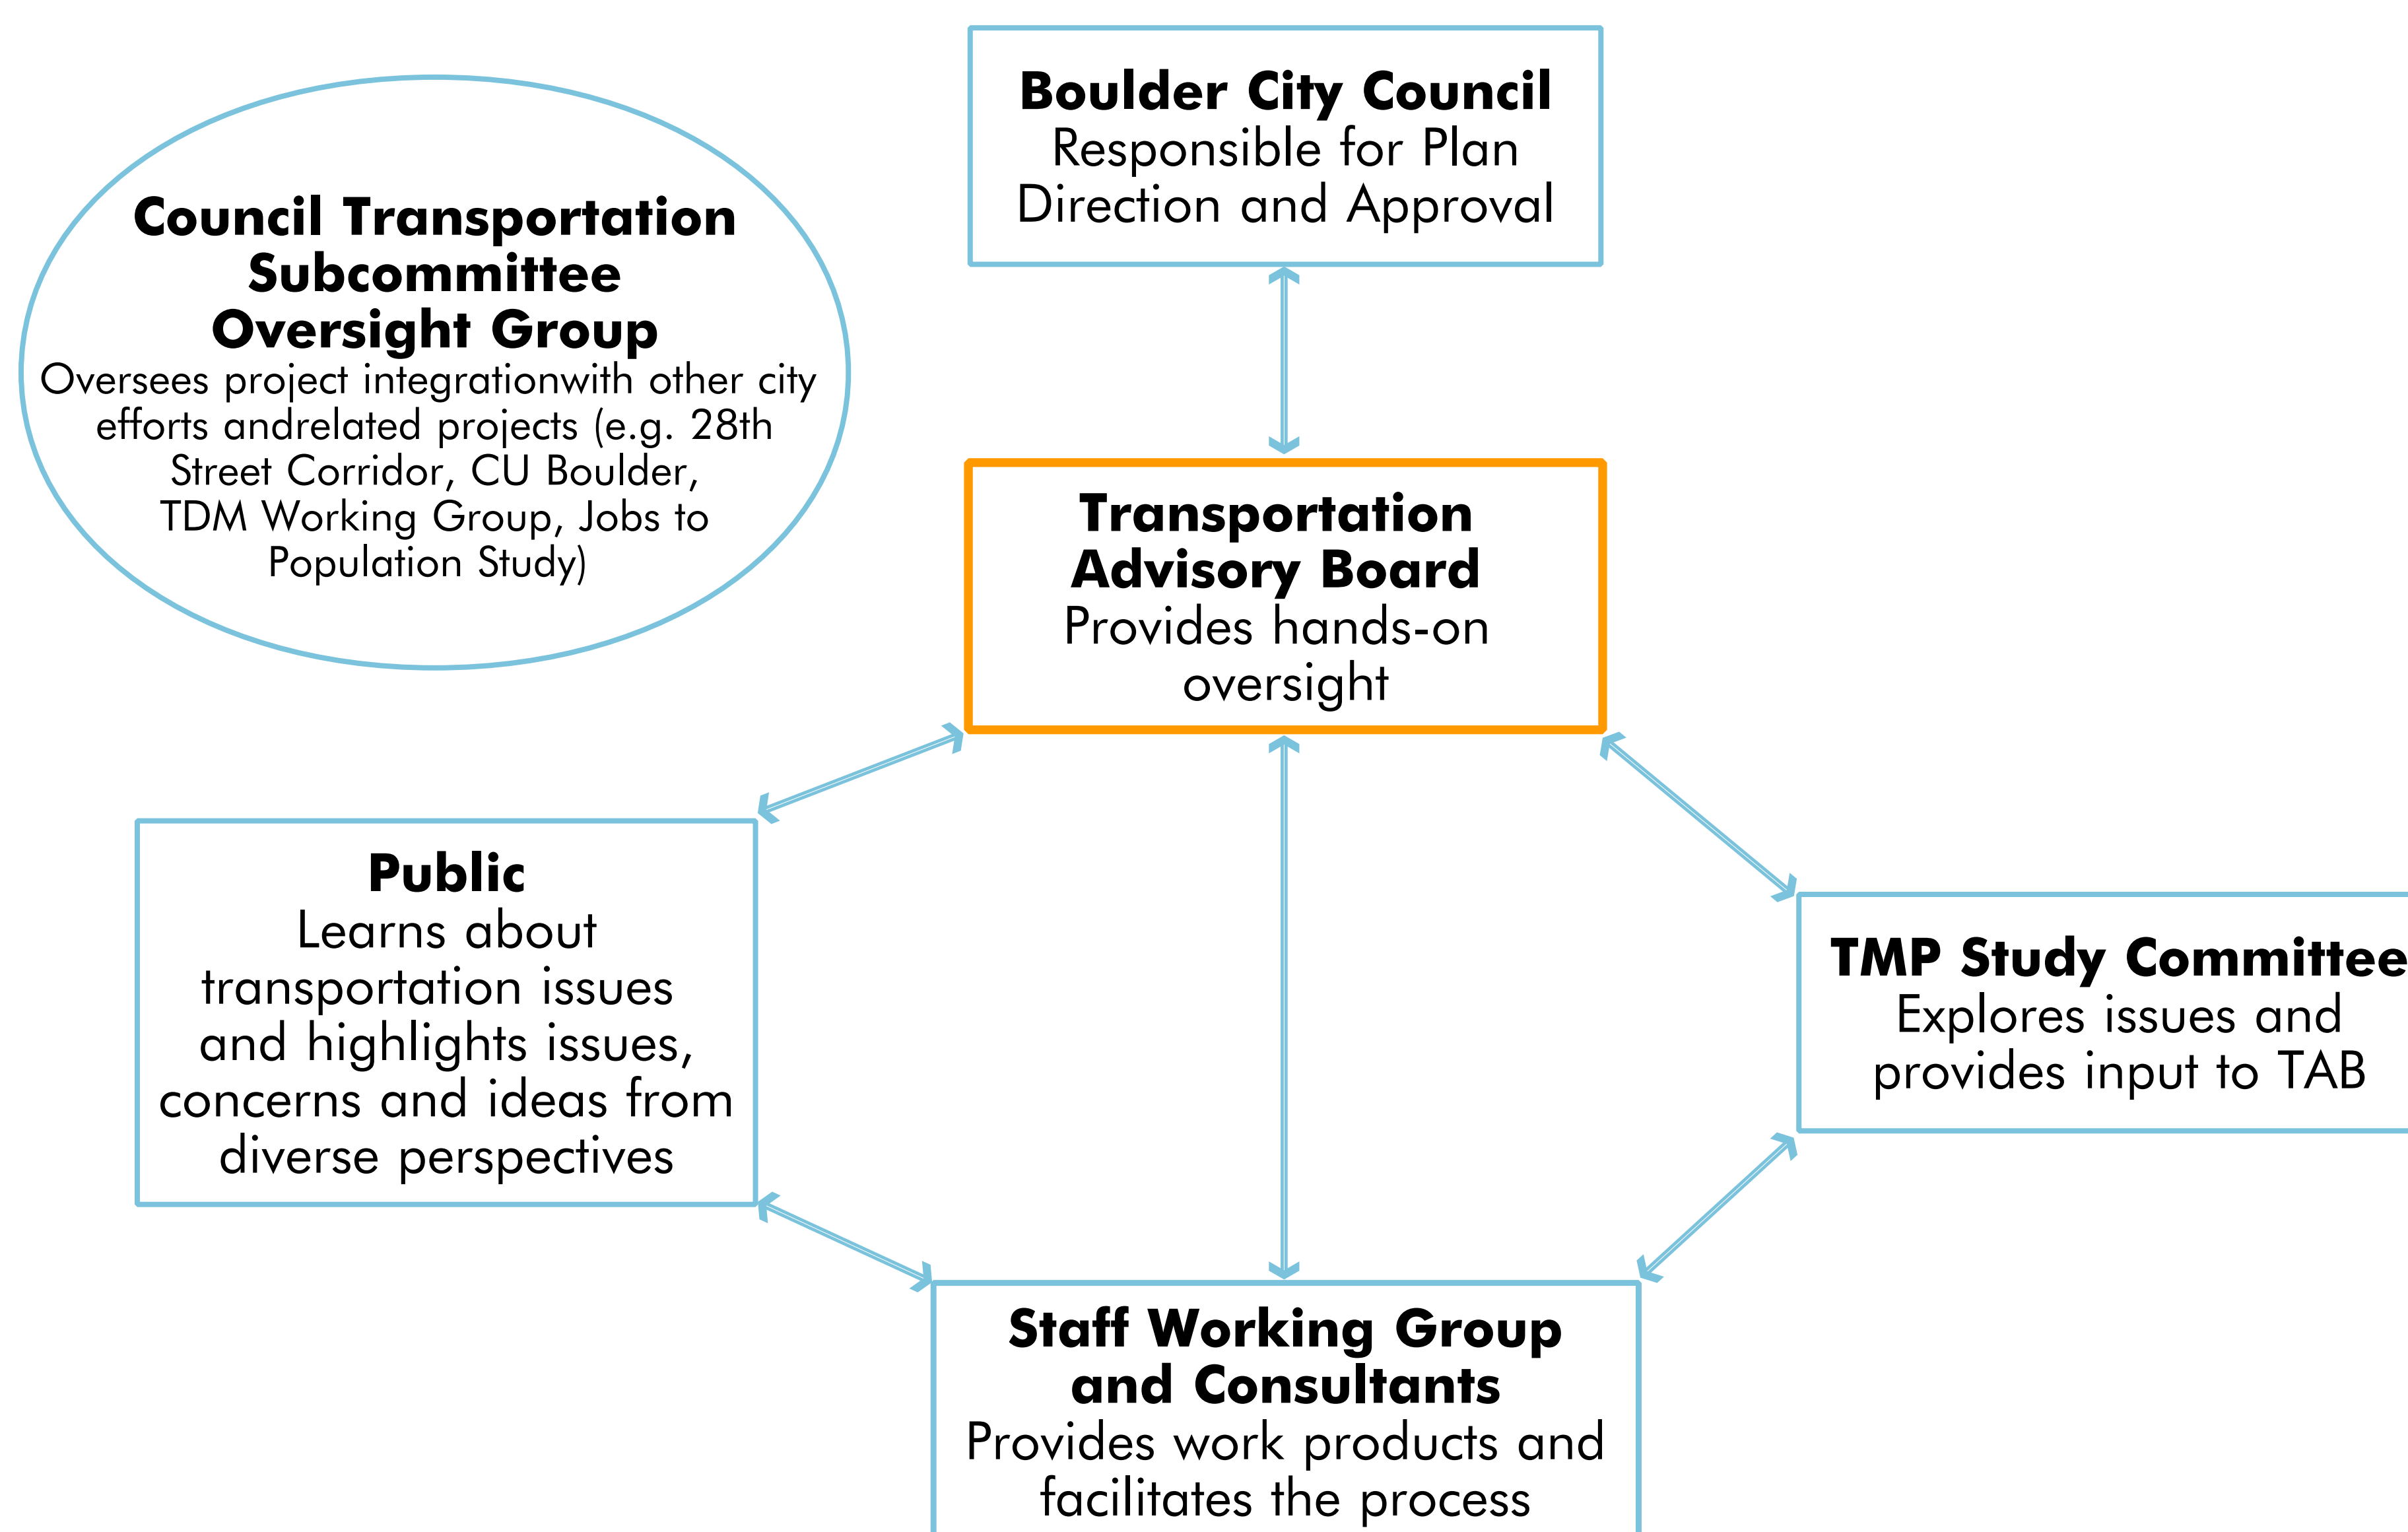 Boulder City Council
Responsible for Plan
Direction and Approval
Council Transportation
Subcommittee
Oversight Group
Oversees project integrationwith other city
efforts andrelated projects (e.g. 28th
Street Corridor, CU Boulder,
TDM Working Group, Jobs to
Population Study)
Transportation
Advisory Board
Provides hands-on
oversight
Public
Learns about
transportation issues
and highlights issues,
concerns and ideas from
diverse perspectives
TMP Study Committee
Explores issues and
provides input to TAB
Staff Working Group
and Consultants
Provides work products and
facilitates the process